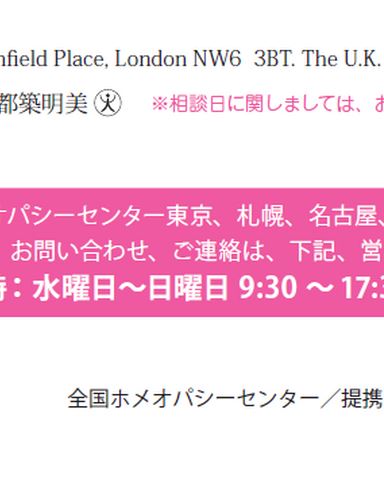 nfield Place, London NW6 3BT. The U.K.
都築明美 ※相談日に関しましては、お
オパシーセンター東京、札幌、名古屋、
お問い合わせ、ご連絡は、下記、営
時：水曜日～日曜日 9:30 ～ 17:3
全国ホメオパシーセンター／提携